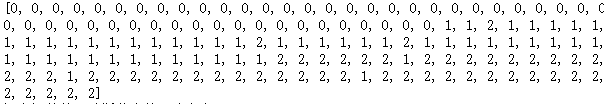 [0, 0, 0, 0, 0, 0, 0, 0, 0, 0, 0, 0, 0, 0, 0, 0, 0, 0, 0, 0, 0, 0, 0, 0, 0, 0, 0, 0, 0
0, 0, 0, 0, 0, 0, 0, 0, 0, 0, 0, 0, 0, 0, 0, 0, 0, 0, 0, 0, 0, 1, 1, 2, 1, 1, 1, 1, 1,
1, 1, 1, 1, 1, 1, 1, 1, 1, 1, 1, 1, 2, 1, 1, 1, 1, 1, 1, 2, 1, 1, 1, 1, 1, 1, 1, 1, 1,
1, 1, 1, 1, 1, 1, 1, 1, 1, 1, 1, 1, 1, 2, 2, 2, 2, 2, 2, 1, 2, 2, 2, 2, 2, 2, 2, 2, 2,
2, 2, 2, 1, 2, 2, 2, 2, 2, 2, 2, 2, 2, 2, 2, 2, 2, 1, 2, 2, 2, 2, 2, 2, 2, 2, 2, 2, 2,
2, 2, 2, 2, 2]